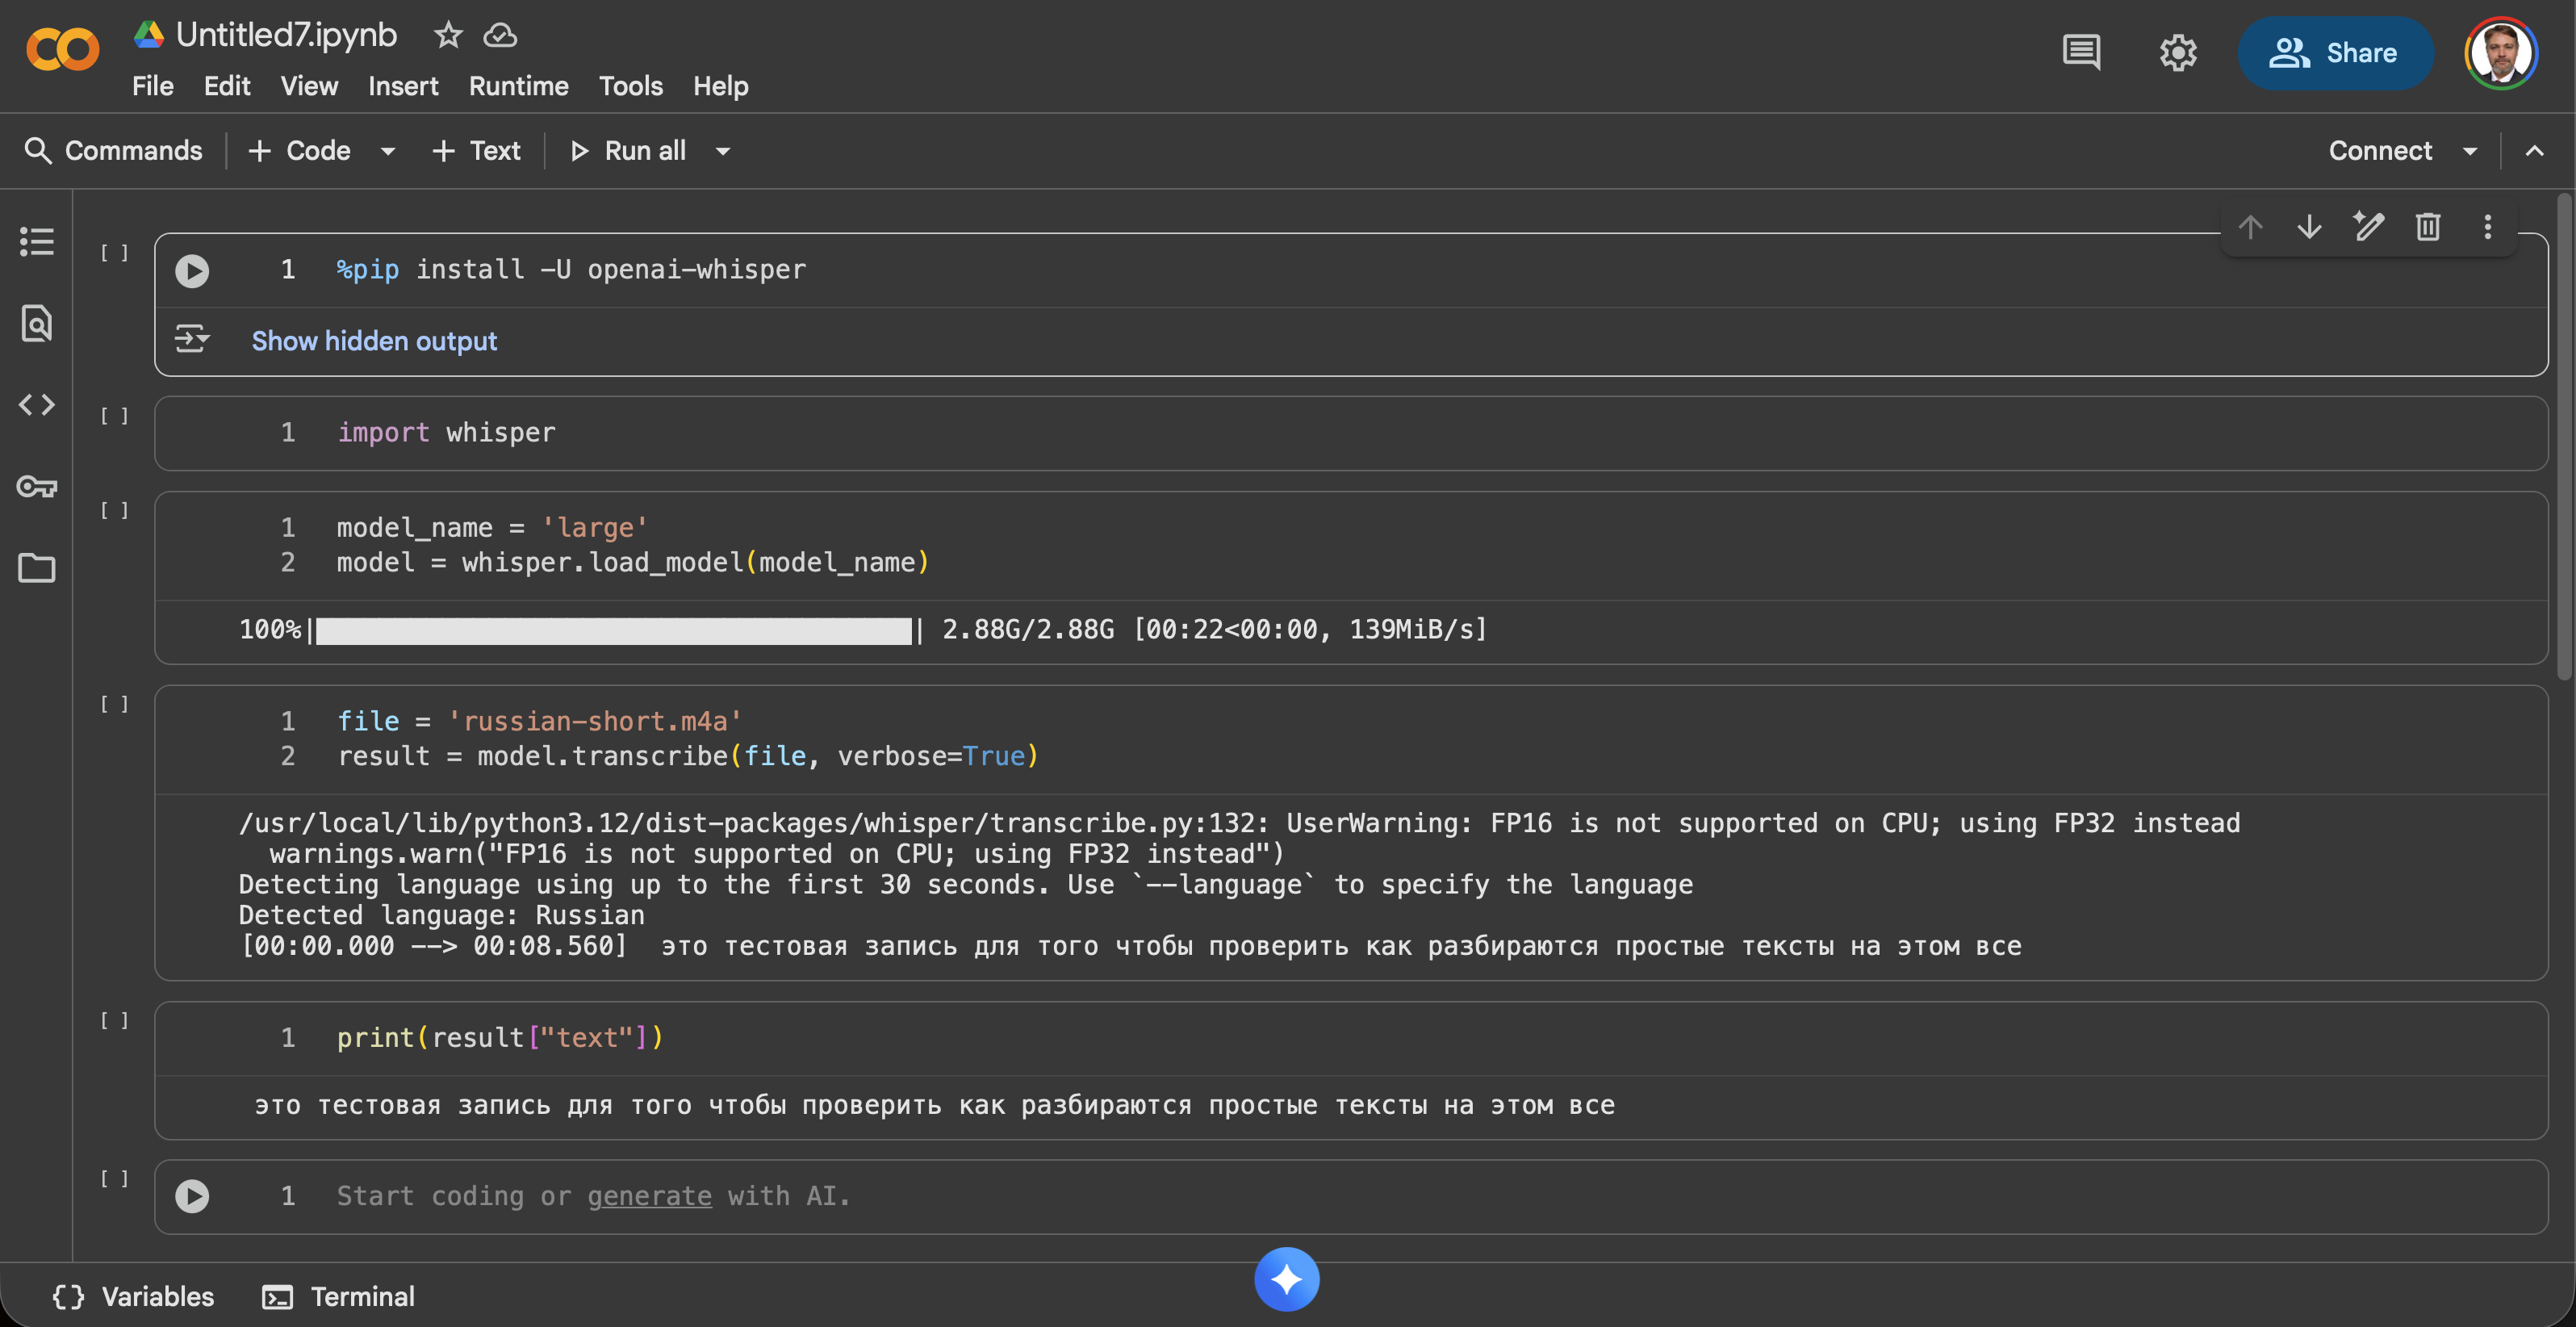 Untitled7.ipynb
File Edit View Insert Runtime Tools Help
Share
Commands + Code + Text Run all
Connect
[ ] 1 %pip install -U openai-whisper
Show hidden output
[ ] 1 import whisper
[ ] 1 model_name = 'large'
2 model = whisper.load_model(model_name)
100%| | 2.88G/2.88G [00:22<00:00, 139MiB/s]
[ ] 1 file = 'russian-short.m4a'
2 result = model.transcribe(file, verbose=True)
/usr/local/lib/python3.12/dist-packages/whisper/transcribe.py:132: UserWarning: FP16 is not supported on CPU; using FP32 instead
warnings.warn("FP16 is not supported on CPU; using FP32 instead")
Detecting language using up to the first 30 seconds. Use `--language` to specify the language
Detected language: Russian
[00:00.000 --> 00:08.560] это тестовая запись для того чтобы проверить как разбираются простые тексты на этом все
[ ] 1 print(result["text"])
это тестовая запись для того чтобы проверить как разбираются простые тексты на этом все
[ ] 1 Start coding or generate with AI.
{} Variables Terminal